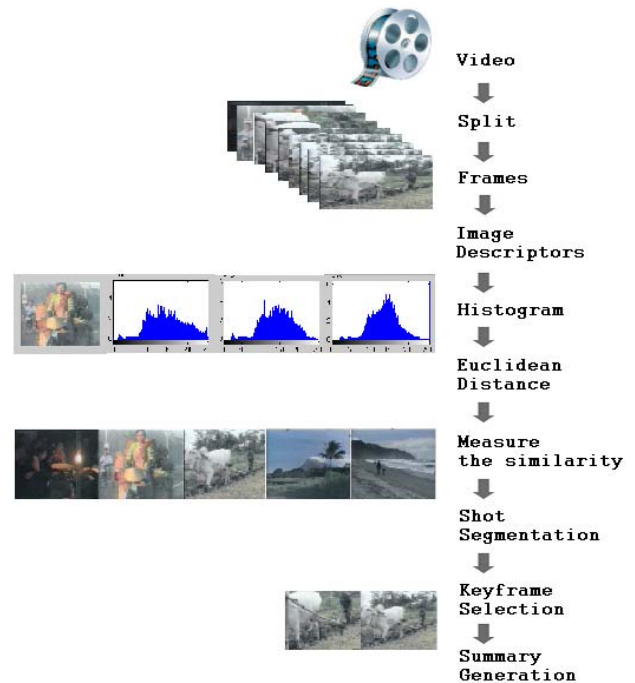 Video
Split
Frames
Image
Descriptors
Histogram
Euclidean
Distance
Measure
the similarity
Shot
Segmentation
Keyframe
Selection
Summary
Generation